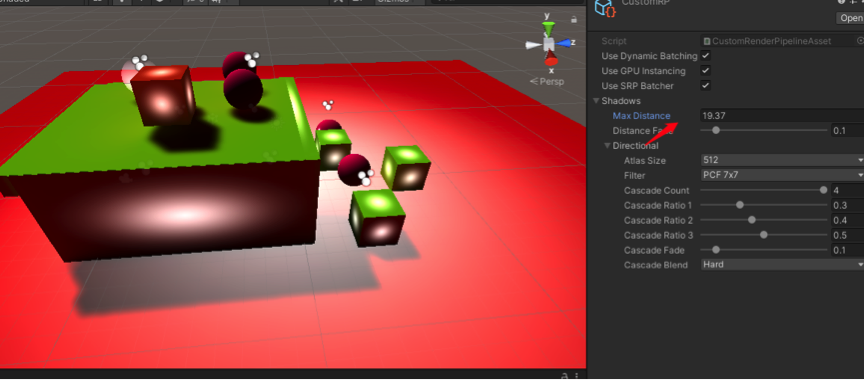 CustomRP
Open
Script CustomRenderPipelineAsset
Use Dynamic Batching
Use GPU Instancing
Use SRP Batcher
Shadows
Max Distance 19.37
Distance Fa 0.1
Directional
Atlas Size 512
Filter PCF 7x7
Cascade Count 4
Cascade Ratio 1 0.3
Cascade Ratio 2 0.4
Cascade Ratio 3 0.5
Cascade Fade 0.1
Cascade Blend Hard
y
z
x
Persp